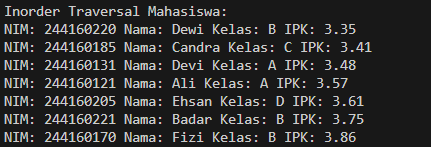 Inorder Traversal Mahasiswa:
NIM: 244160220 Nama: Dewi Kelas: B IPK: 3.35
NIM: 244160185 Nama: Candra Kelas: C IPK: 3.41
NIM: 244160131 Nama: Devi Kelas: A IPK: 3.48
NIM: 244160121 Nama: Ali Kelas: A IPK: 3.57
NIM: 244160205 Nama: Ehsan Kelas: D IPK: 3.61
NIM: 244160221 Nama: Badar Kelas: B IPK: 3.75
NIM: 244160170 Nama: Fizi Kelas: B IPK: 3.86